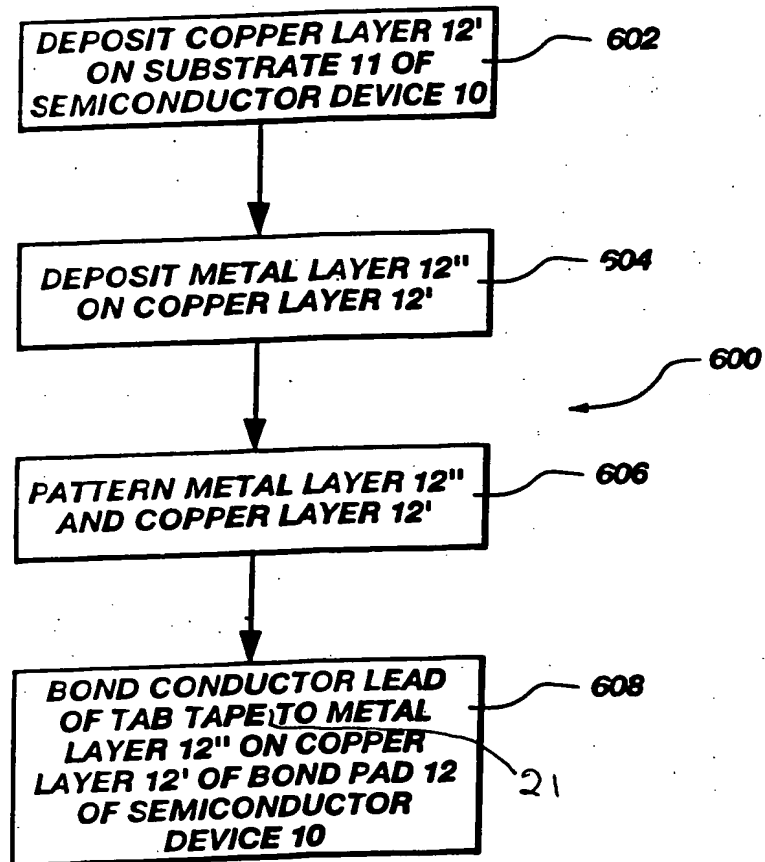 DEPOSIT COPPER LAYER 12'
ON SUBSTRATE 11 OF
SEMICONDUCTOR DEVICE 10
602
DEPOSIT METAL LAYER 12"
ON COPPER LAYER 12'
604
600
PATTERN METAL LAYER 12"
AND COPPER LAYER 12'
606
BOND CONDUCTOR LEAD
OF TAB TAPE TO METAL
LAYER 12" ON COPPER
LAYER 12' OF BOND PAD 12
OF SEMICONDUCTOR
DEVICE 10
608
21